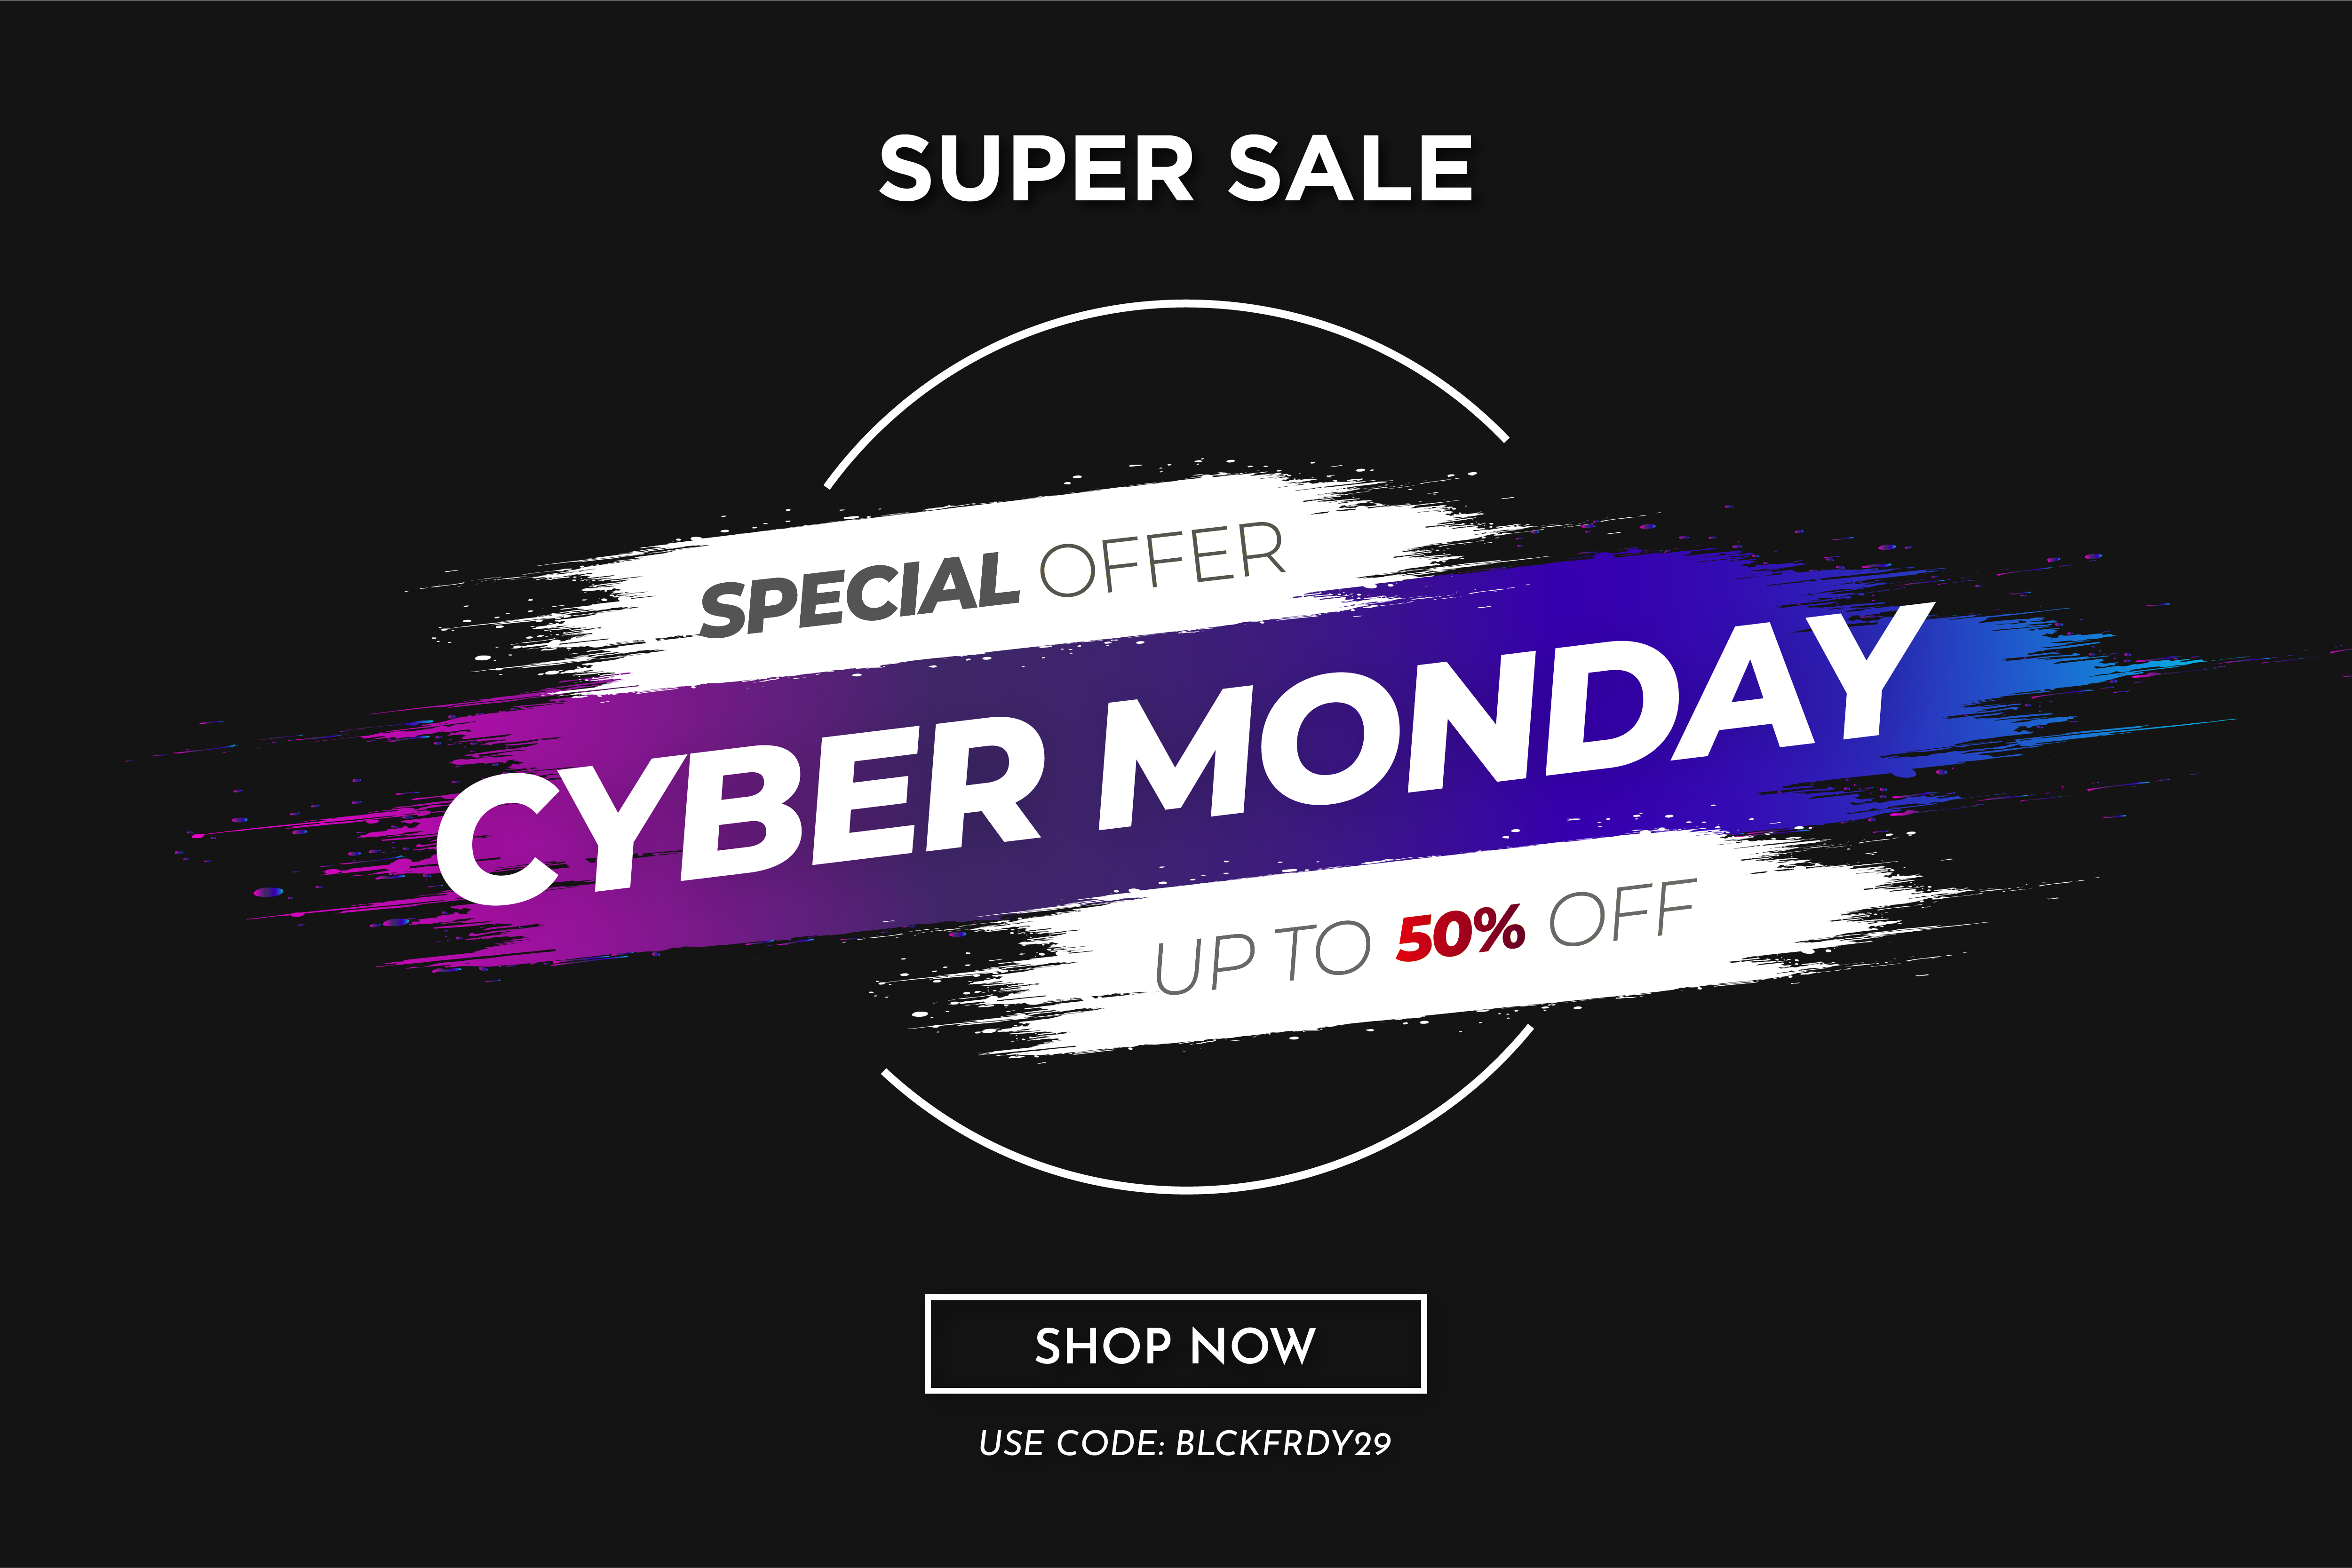 SUPER SALE
SPECIAL OFFER
CYBER MONDAY
UP TO 50% OFF
SHOP NOW
USE CODE: BLCKFRDY29